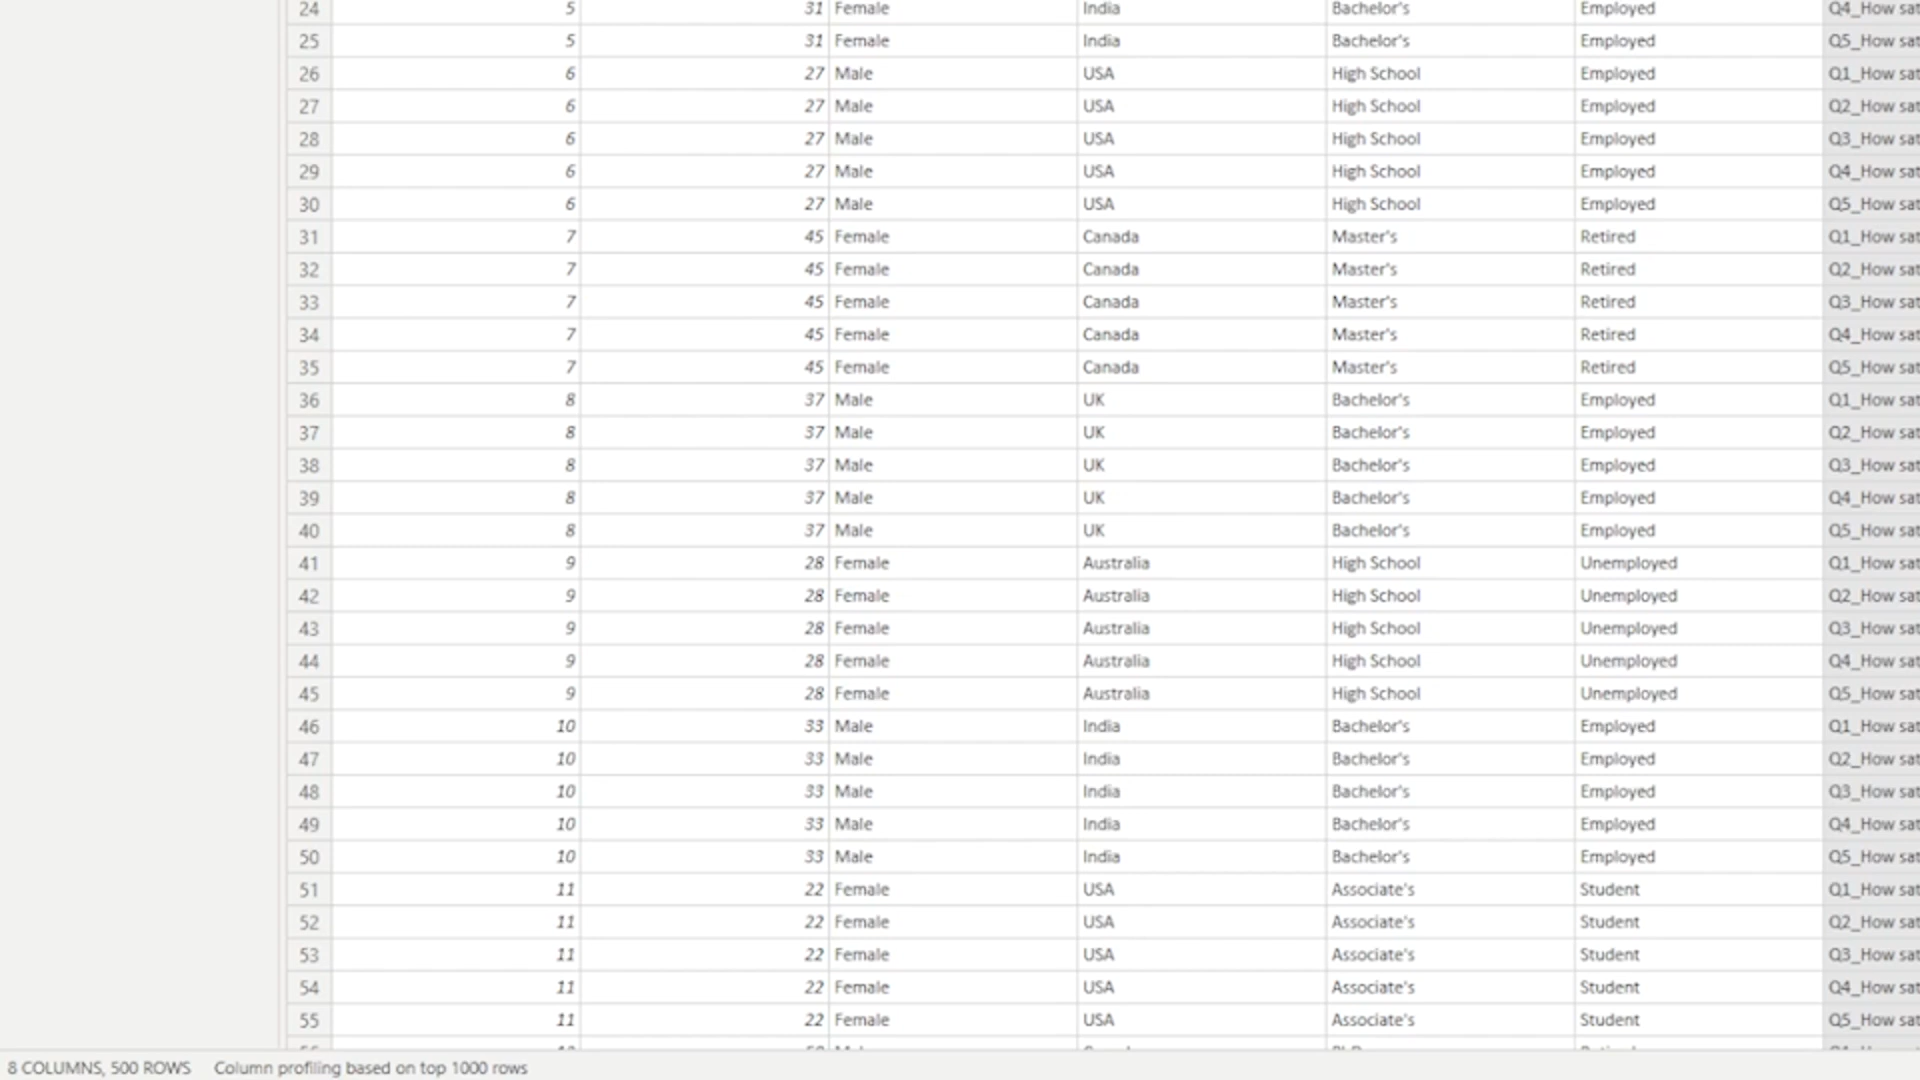 24 5 31 Female India Bachelor's Employed Q4_How sat
25 5 31 Female India Bachelor's Employed Q5_How sat
26 6 27 Male USA High School Employed Q1_How sat
27 6 27 Male USA High School Employed Q2_How sat
28 6 27 Male USA High School Employed Q3_How sat
29 6 27 Male USA High School Employed Q4_How sat
30 6 27 Male USA High School Employed Q5_How sat
31 7 45 Female Canada Master's Retired Q1_How sat
32 7 45 Female Canada Master's Retired Q2_How sat
33 7 45 Female Canada Master's Retired Q3_How sat
34 7 45 Female Canada Master's Retired Q4_How sat
35 7 45 Female Canada Master's Retired Q5_How sat
36 8 37 Male UK Bachelor's Employed Q1_How sat
37 8 37 Male UK Bachelor's Employed Q2_How sat
38 8 37 Male UK Bachelor's Employed Q3_How sat
39 8 37 Male UK Bachelor's Employed Q4_How sat
40 8 37 Male UK Bachelor's Employed Q5_How sat
41 9 28 Female Australia High School Unemployed Q1_How sat
42 9 28 Female Australia High School Unemployed Q2_How sat
43 9 28 Female Australia High School Unemployed Q3_How sat
44 9 28 Female Australia High School Unemployed Q4_How sat
45 9 28 Female Australia High School Unemployed Q5_How sat
46 10 33 Male India Bachelor's Employed Q1_How sat
47 10 33 Male India Bachelor's Employed Q2_How sat
48 10 33 Male India Bachelor's Employed Q3_How sat
49 10 33 Male India Bachelor's Employed Q4_How sat
50 10 33 Male India Bachelor's Employed Q5_How sat
51 11 22 Female USA Associate's Student Q1_How sat
52 11 22 Female USA Associate's Student Q2_How sat
53 11 22 Female USA Associate's Student Q3_How sat
54 11 22 Female USA Associate's Student Q4_How sat
55 11 22 Female USA Associate's Student Q5_How sat
8 COLUMNS, 500 ROWS Column profiling based on top 1000 rows